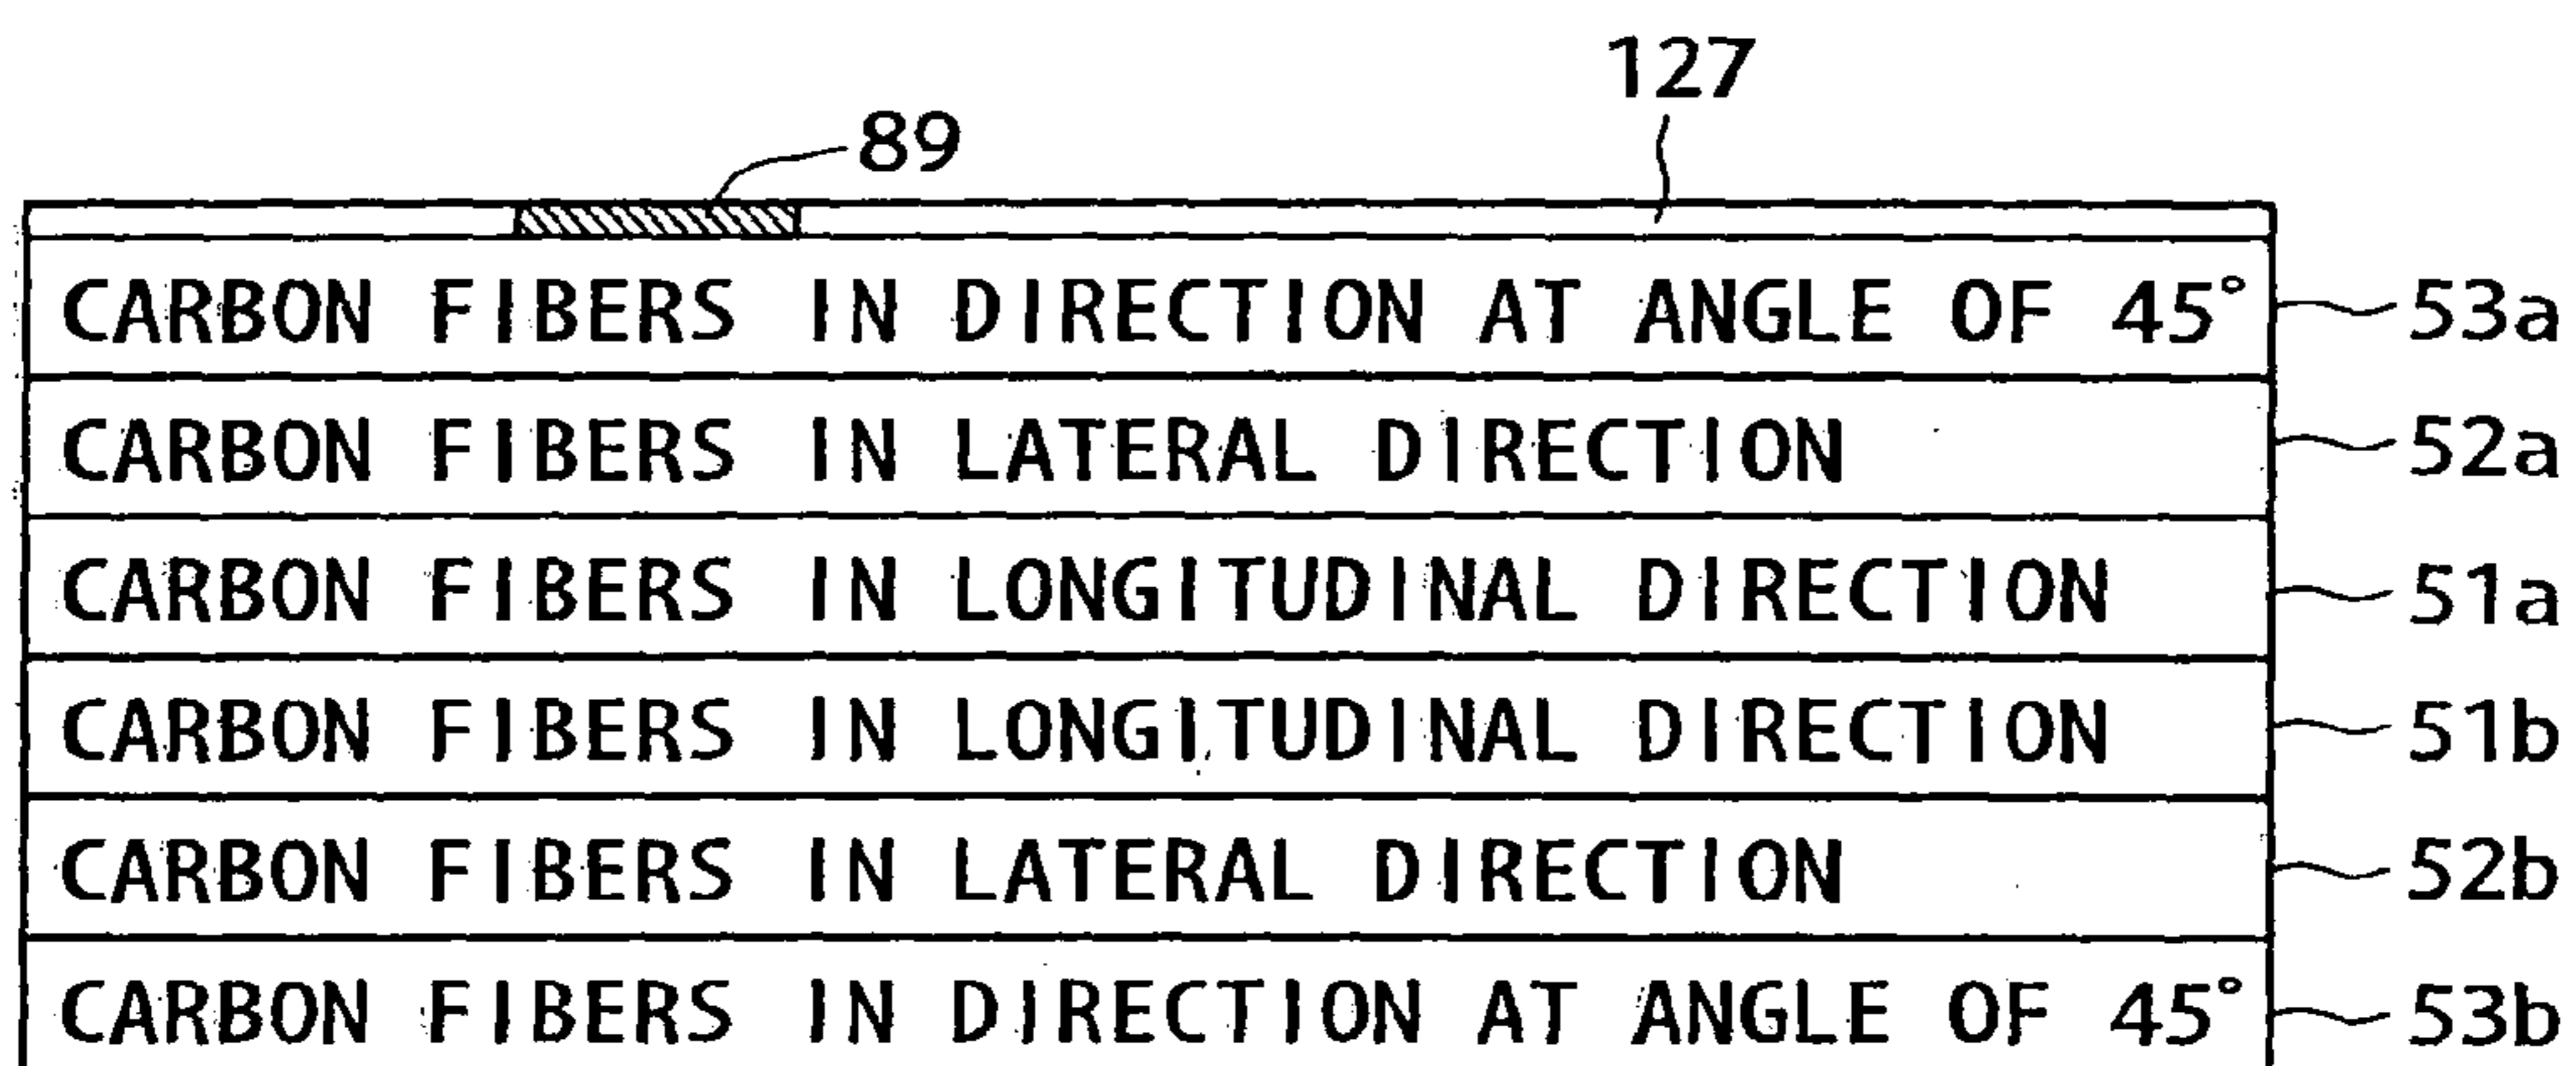 127
89
CARBON FIBERS IN DIRECTION AT ANGLE OF 45° 53a
CARBON FIBERS IN LATERAL DIRECTION 52a
CARBON FIBERS IN LONGITUDINAL DIRECTION 51a
CARBON FIBERS IN LONGITUDINAL DIRECTION 51b
CARBON FIBERS IN LATERAL DIRECTION 52b
CARBON FIBERS IN DIRECTION AT ANGLE OF 45° 53b